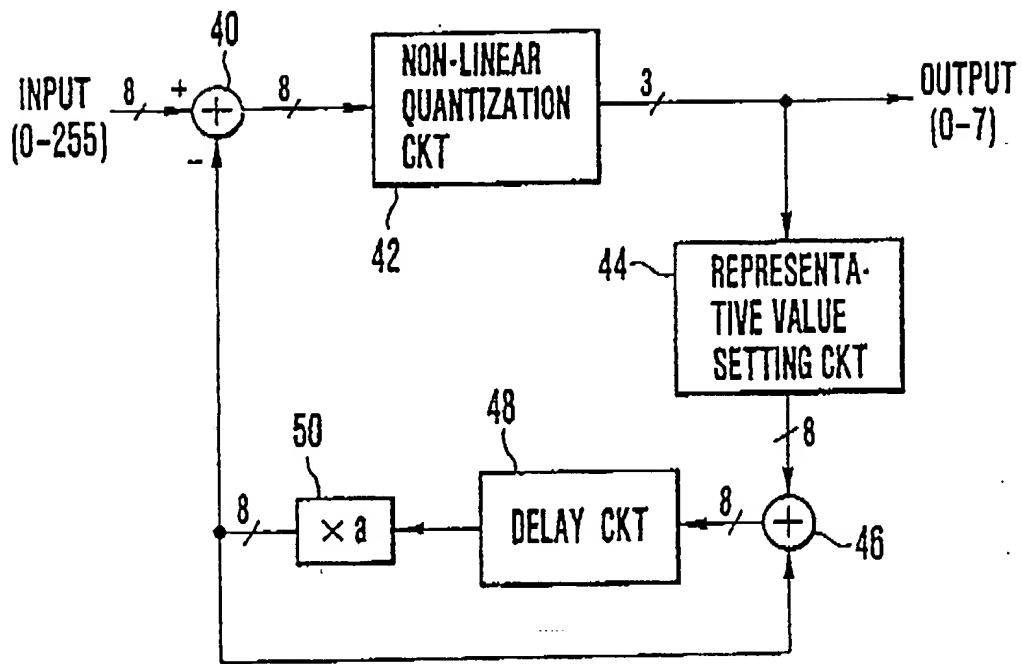 40
INPUT
(0-255)
8
+
+
-
8
NON-LINEAR
QUANTIZATION
CKT
42
3
OUTPUT
(0-7)
44
REPRESENTA-
TIVE VALUE
SETTING CKT
8
50
8
× a
48
DELAY CKT
8
+
46